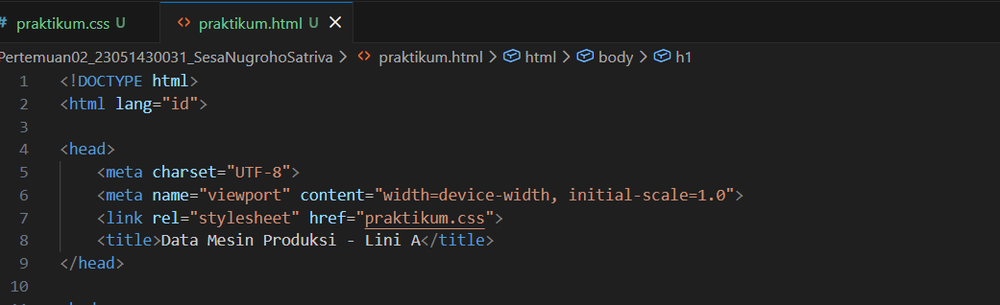 # praktikum.css U <> praktikum.html U ×
Pertemuan02_23051430031_SesaNugrohoSatriva > <> praktikum.html > html > body > h1
1 <!DOCTYPE html>
2 <html lang="id">
3
4 <head>
5 <meta charset="UTF-8">
6 <meta name="viewport" content="width=device-width, initial-scale=1.0">
7 <link rel="stylesheet" href="praktikum.css">
8 <title>Data Mesin Produksi - Lini A</title>
9 </head>
10